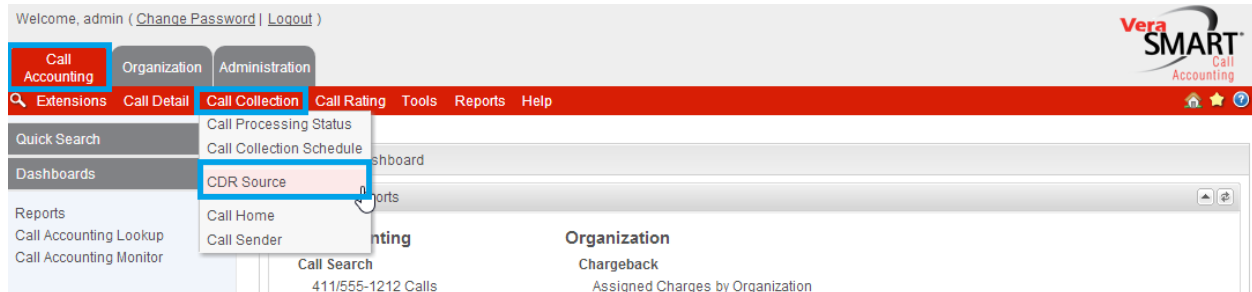 Welcome, admin ( Change Password | Logout )
Vera
SMART
Call
Accounting
Call
Accounting
Organization
Administration
Extensions Call Detail Call Collection Call Rating Tools Reports Help
Quick Search
Dashboards
Reports
Call Accounting Lookup
Call Accounting Monitor
Call Processing Status
Call Collection Schedule
CDR Source
Call Home
Call Sender
shboard
orts
nting
Call Search
411/555-1212 Calls
Organization
Chargeback
Assigned Charges by Organization